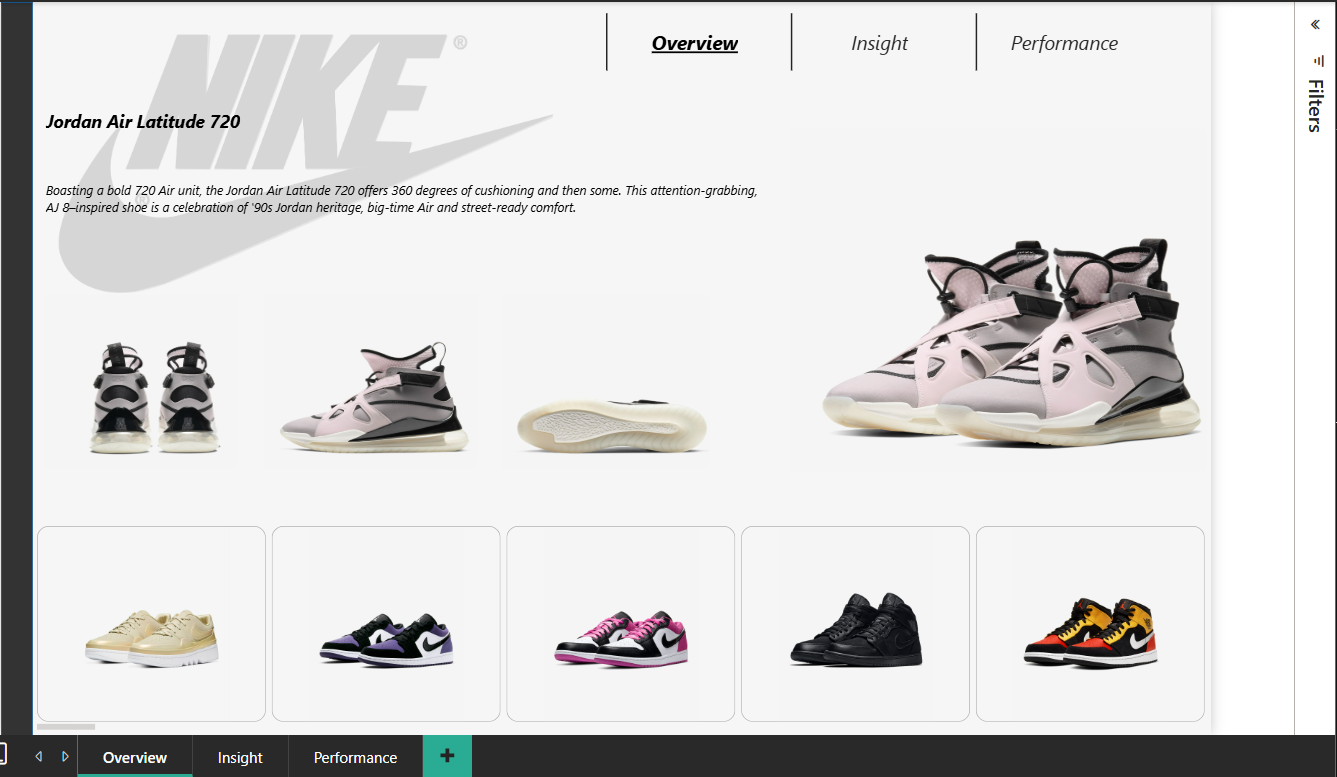 NIKE ®
Overview
Insight
Performance
Jordan Air Latitude 720
Boasting a bold 720 Air unit, the Jordan Air Latitude 720 offers 360 degrees of cushioning and then some. This attention-grabbing,
AJ 8–inspired shoe is a celebration of '90s Jordan heritage, big-time Air and street-ready comfort.
®
Filters
Overview
Insight
Performance